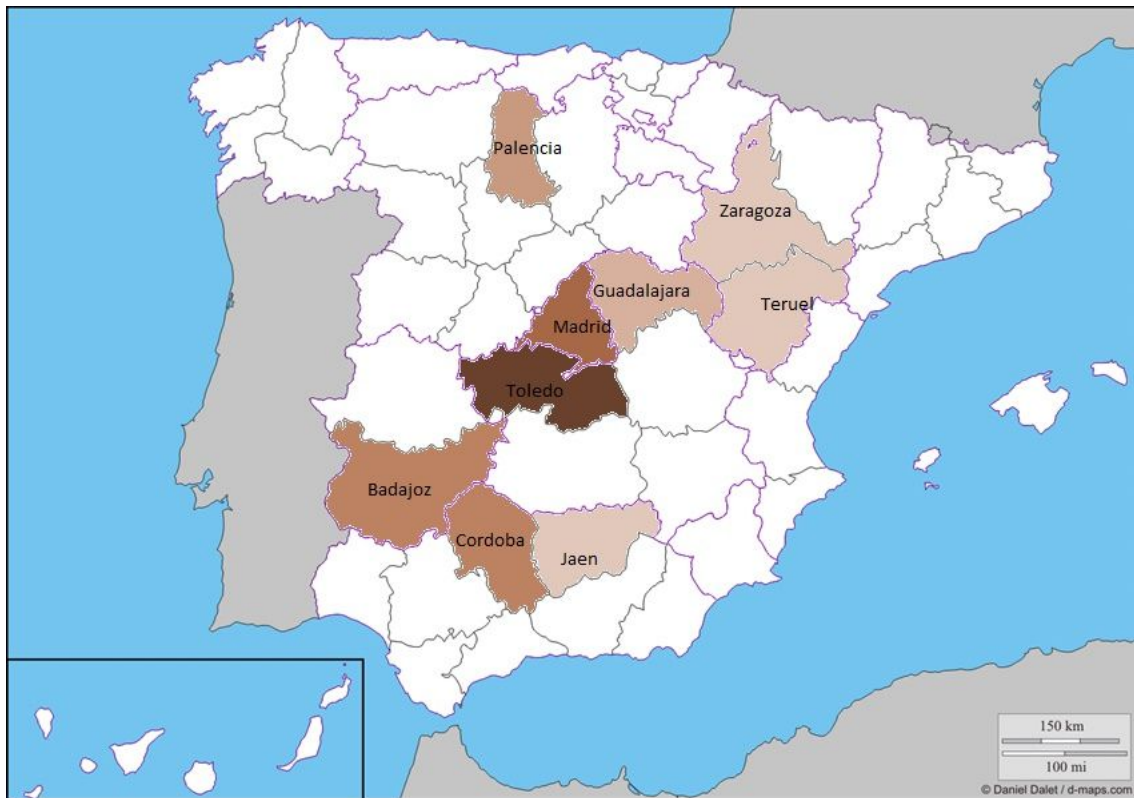 Palencia
Zaragoza
Guadalajara
Teruel
Madrid
Toledo
Badajoz
Cordoba
Jaen
150 km
100 mi
© Daniel Dalet / d-maps.com